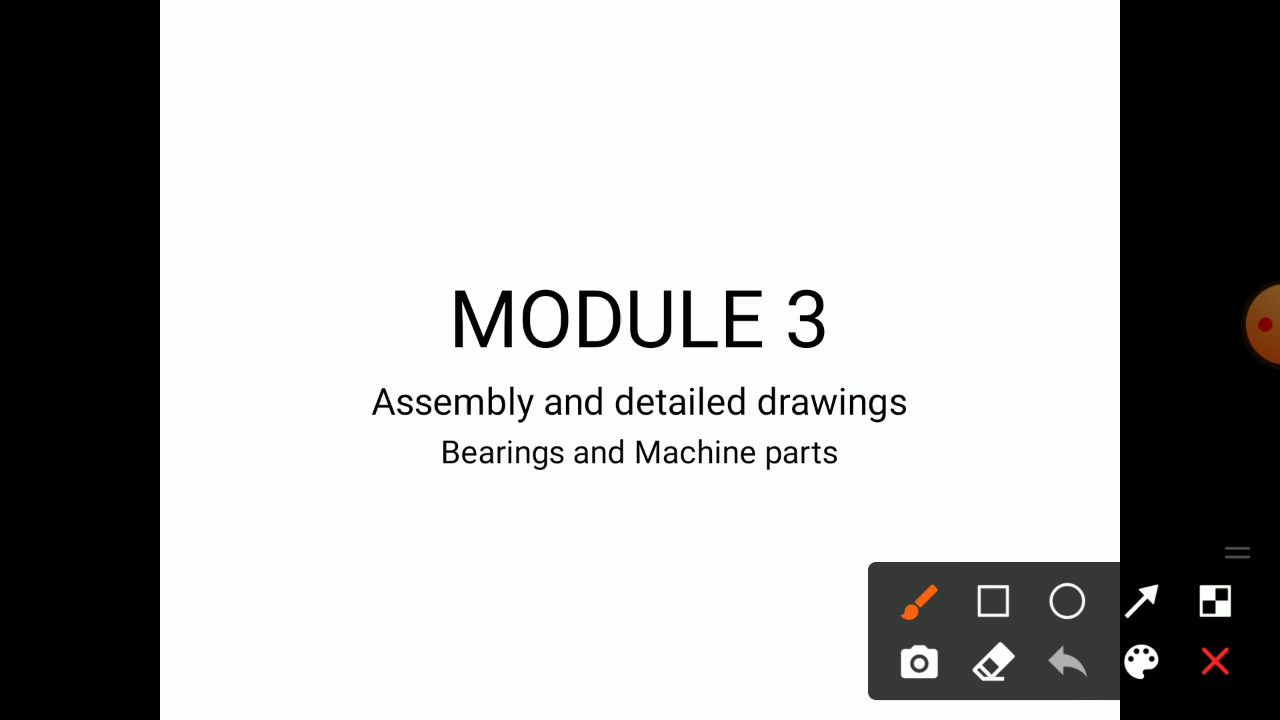 MODULE 3
Assembly and detailed drawings
Bearings and Machine parts